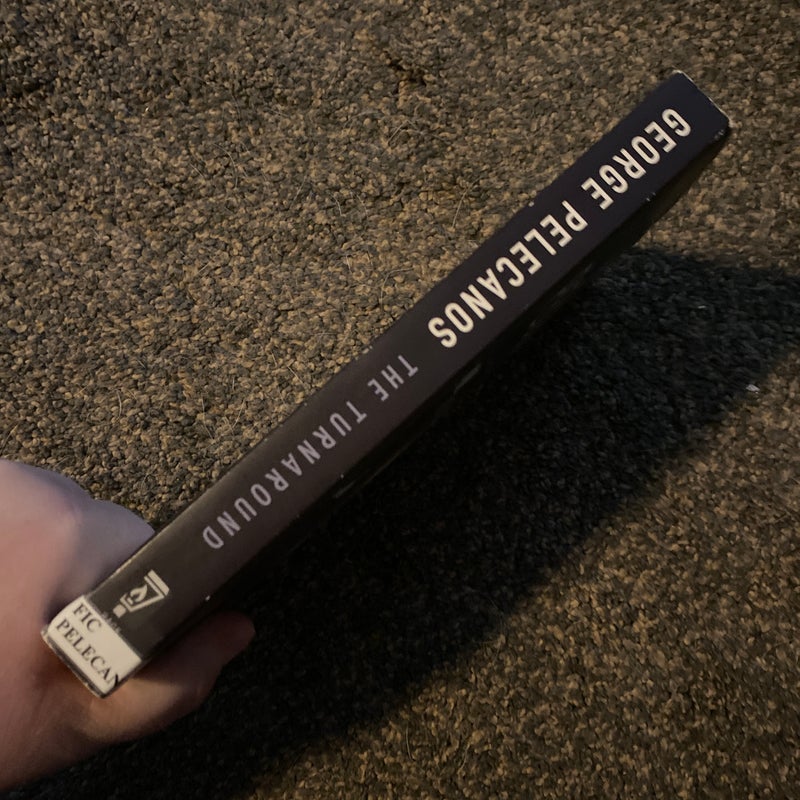 GEORGE PELECANOS
THE TURNAROUND
FIC
PELECAN